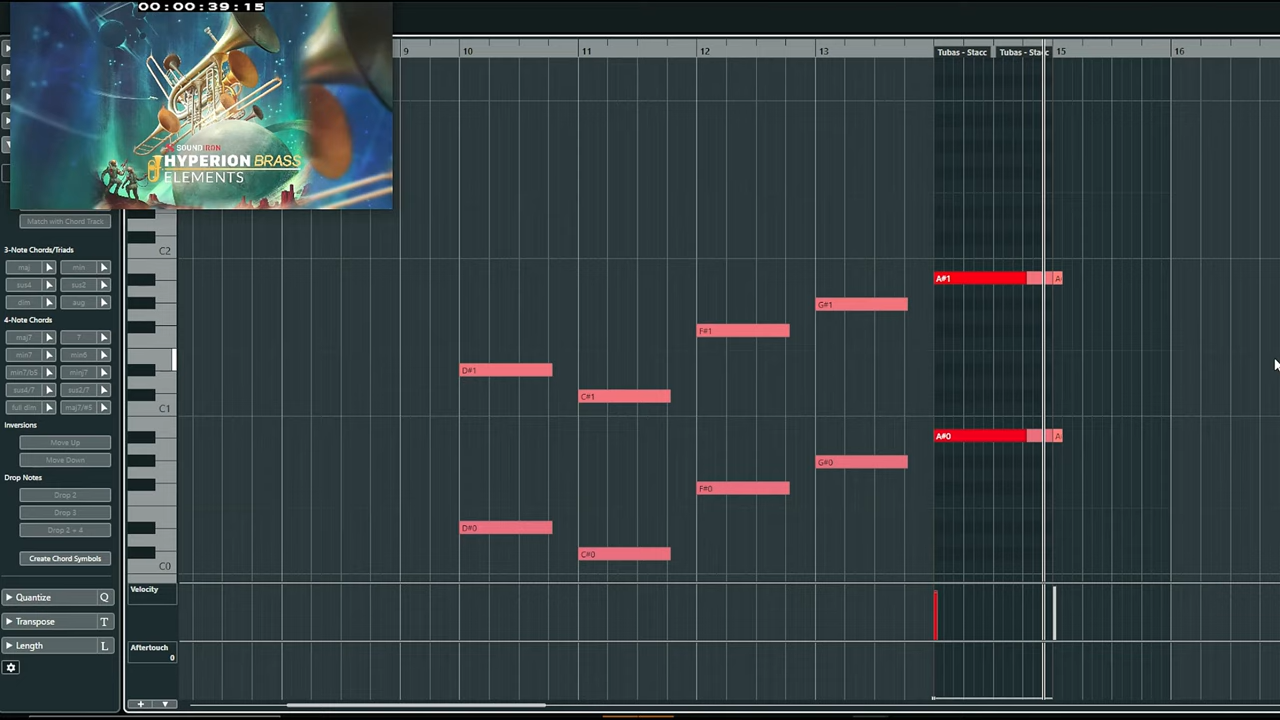 00:00:39:15
SOUNDIRON
HYPERION BRASS
ELEMENTS
9 10 11 12 13 15 16
Tubas - Stacc Tubas - Stacc
Match with Chord Track
3-Note Chords/Triads
maj min
sus4 sus2
dim aug
4-Note Chords
maj7 7
min7 min6
min7/b5 minj7
sus4/7 sus2/7
full dim maj7/#5
Inversions
Move Up
Move Down
Drop Notes
Drop 2
Drop 3
Drop 2 + 4
Create Chord Symbols
Quantize Q
Transpose T
Length L
C2
A#1 A
G#1
F#1
D#1
C#1
C1
A#0 A
G#0
F#0
D#0
C#0
C0
Velocity
Aftertouch
0